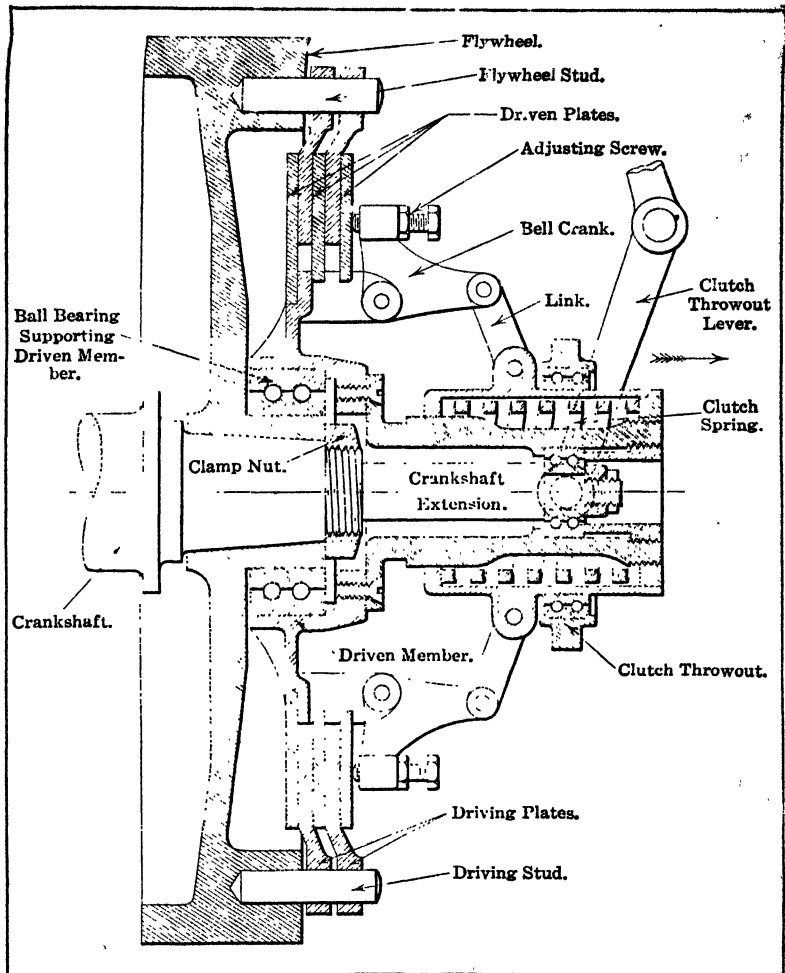 Flywheel.
Flywheel Stud.
Dr.ven Plates.
Adjusting Screw.
Bell Crank.
Link.
Clutch
Throwout
Lever.
Ball Bearing
Supporting
Driven Mem-
ber.
Clutch
Spring.
Clamp Nut.
Crankshaft
Extension.
Crankshaft.
Driven Member.
Clutch Throwout.
Driving Plates.
Driving Stud.